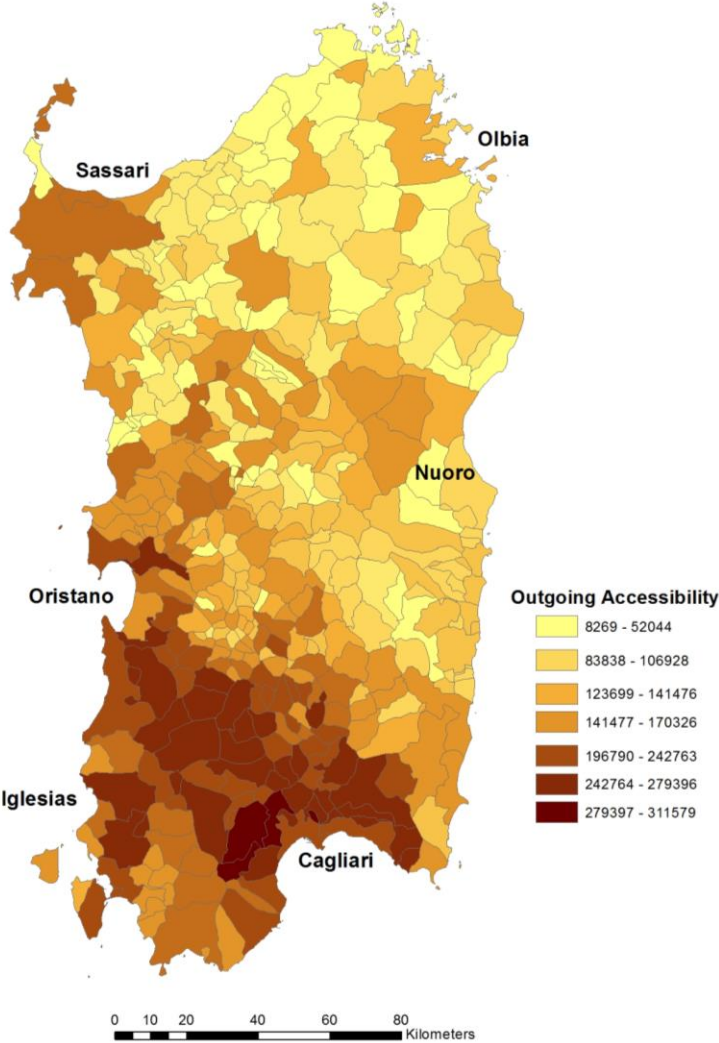 Olbia
Sassari
Nuoro
Oristano
Outgoing Accessibility
8269 - 52044
83838 - 106928
123699 - 141476
141477 - 170326
196790 - 242763
242764 - 279396
279397 - 311579
Iglesias
Cagliari
0 10 20 40 60 80
Kilometers